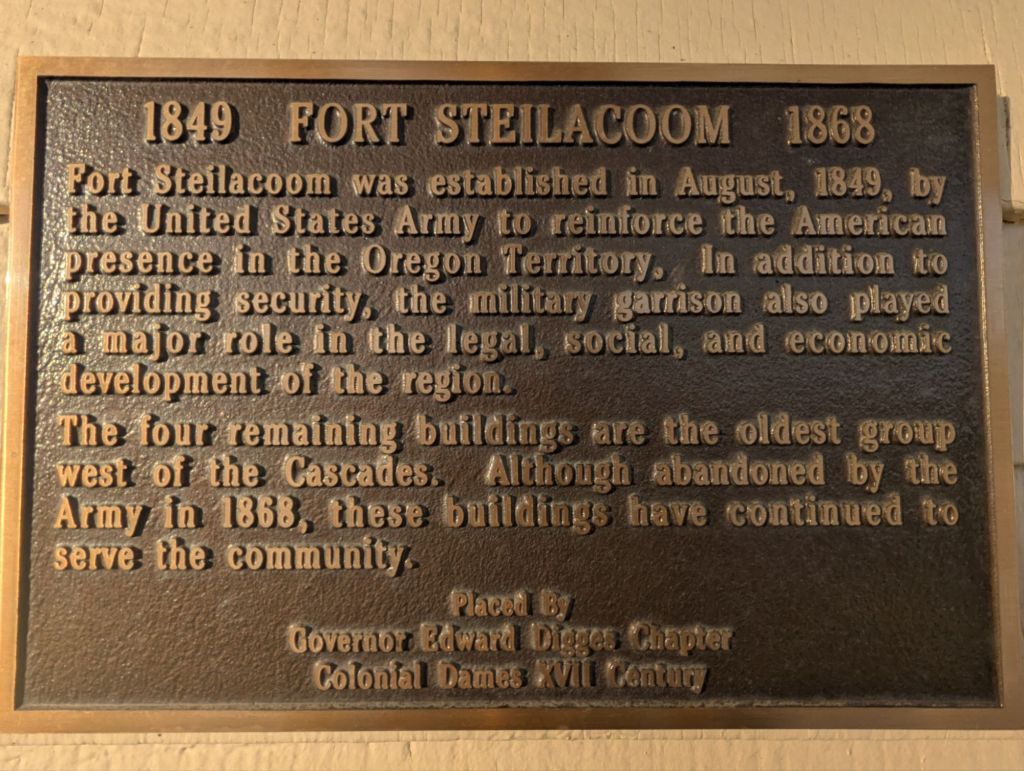 1849 FORT STEILACOOM 1868
Fort Steilacoom was established in August, 1849, by
the United States Army to reinforce the American
presence in the Oregon Territory. In addition to
providing security, the military garrison also played
a major role in the legal, social, and economic
development of the region.
The four remaining buildings are the oldest group
west of the Cascades. Although abandoned by the
Army in 1868, these buildings have continued to
serve the community.
Placed By
Governor Edward Digges Chapter
Colonial Dames XVII Century